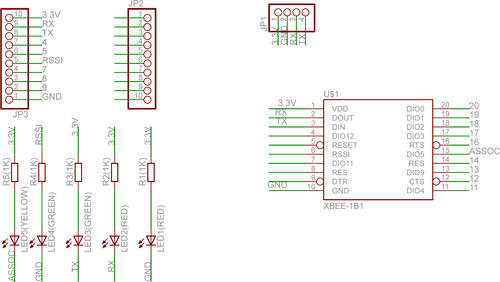 JP2
JP1
10 3.3V
9 RX
8 TX
7 4
6 5
5 RSSI
4 7
3 8
2 9
1 GND
JP3
1
2
3
4
5
6
7
8
9
10
1 2 3 4
3.3V
GND
RX
TX
U$1
3.3V 1 VDD DIO0 20 20
RX 2 DOUT DIO1 19 19
TX 3 DIN DIO2 18 18
4 DIO12 DIO3 17 17
5 RESET RTS 16 16
6 RSSI DIO5 15 ASSOC
7 DIO11 RES 14 14
8 RES DIO9 13 13
9 DTR CTS 12 12
GND 10 GND DIO4 11 11
XBEE-1B1
3.3V
R5(1K)
LED5(YELLOW)
ASSOC
RSSI
R4(1K)
LED4(GREEN)
GND
3.3V
R3(1K)
LED3(GREEN)
TX
3.3V
R2(1K)
LED2(RED)
RX
3.3V
R1(1K)
LED1(RED)
GND